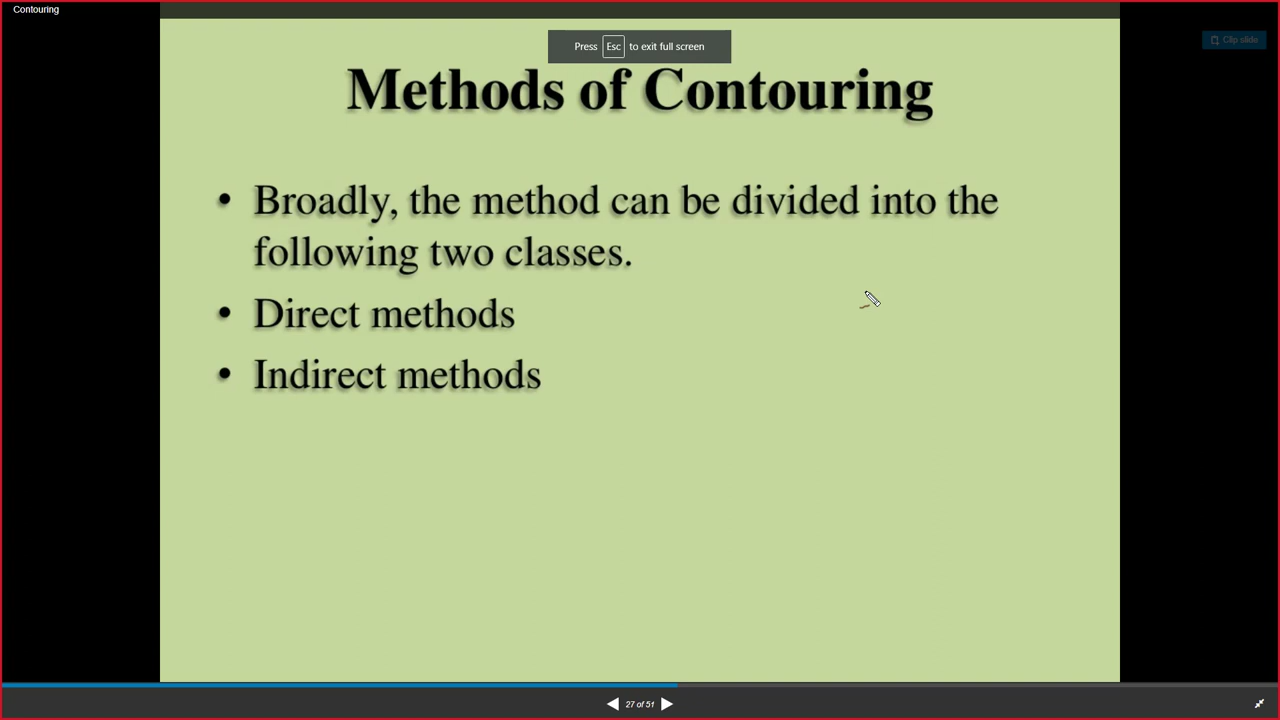 Contouring
Clip slide
Press Esc to exit full screen
Methods of Contouring
• Broadly, the method can be divided into the
following two classes.
• Direct methods
• Indirect methods
27 of 51